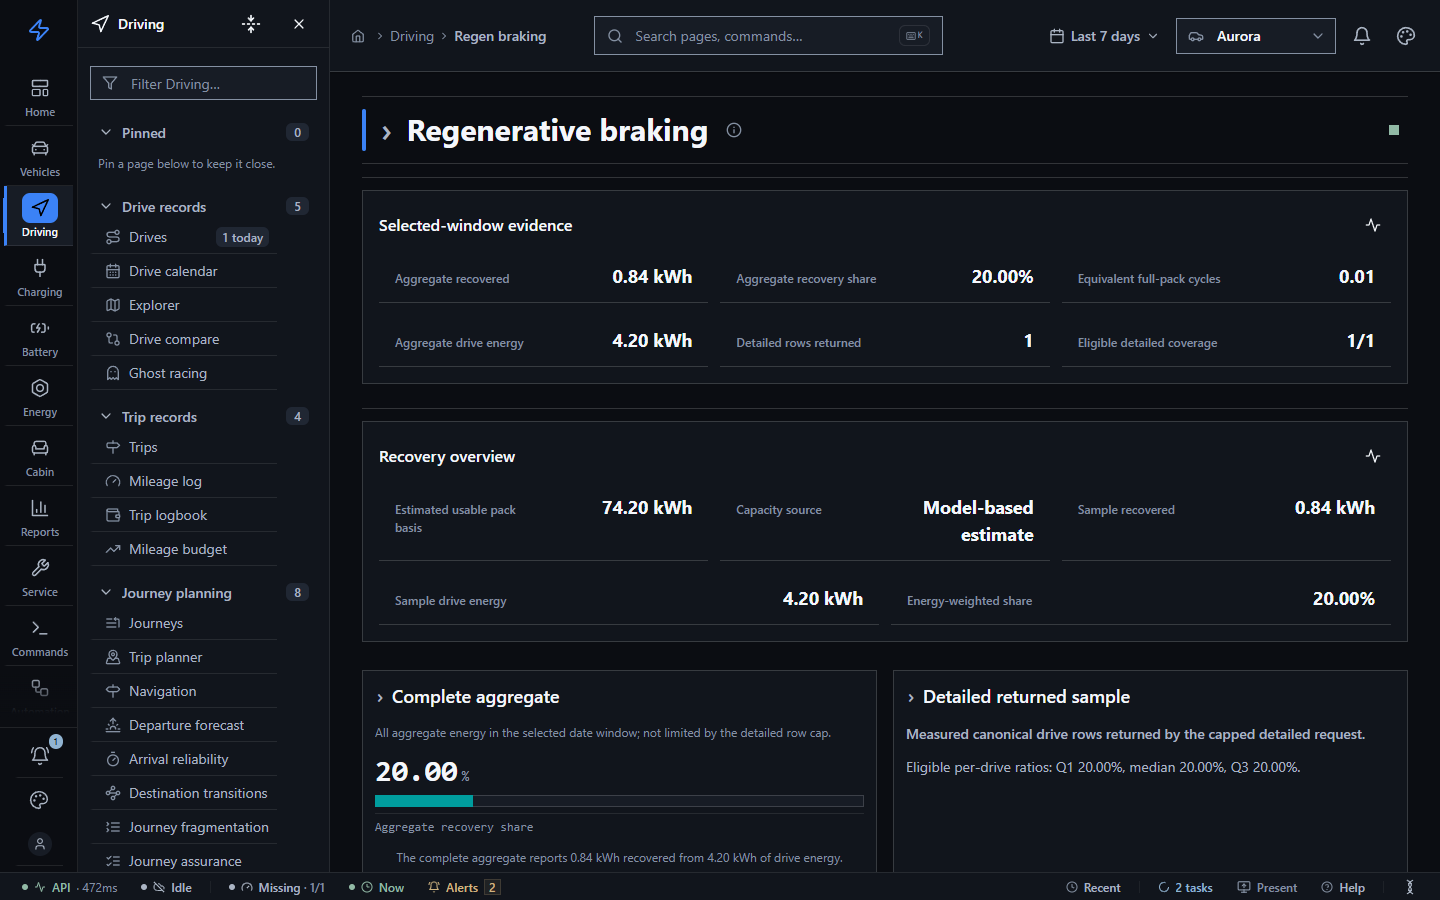 Driving
Driving
Regen braking
Search pages, commands...
K
Last 7 days
Aurora
Home
Vehicles
Driving
Charging
Battery
Energy
Cabin
Reports
Service
Commands
1
Filter Driving...
Pinned 0
Pin a page below to keep it close.
Drive records 5
Drives 1 today
Drive calendar
Explorer
Drive compare
Ghost racing
Trip records 4
Trips
Mileage log
Trip logbook
Mileage budget
Journey planning 8
Journeys
Trip planner
Navigation
Departure forecast
Arrival reliability
Destination transitions
Journey fragmentation
Journey assurance
Regenerative braking
Selected-window evidence
Aggregate recovered 0.84 kWh
Aggregate recovery share 20.00%
Equivalent full-pack cycles 0.01
Aggregate drive energy 4.20 kWh
Detailed rows returned 1
Eligible detailed coverage 1/1
Recovery overview
Estimated usable pack
basis
74.20 kWh
Capacity source
Model-based
estimate
Sample recovered 0.84 kWh
Sample drive energy 4.20 kWh
Energy-weighted share 20.00%
Complete aggregate
All aggregate energy in the selected date window; not limited by the detailed row cap.
20.00 %
Aggregate recovery share
The complete aggregate reports 0.84 kWh recovered from 4.20 kWh of drive energy.
Detailed returned sample
Measured canonical drive rows returned by the capped detailed request.
Eligible per-drive ratios: Q1 20.00%, median 20.00%, Q3 20.00%.
API · 472ms
Idle
Missing · 1/1
Now
Alerts 2
Recent
2 tasks
Present
Help